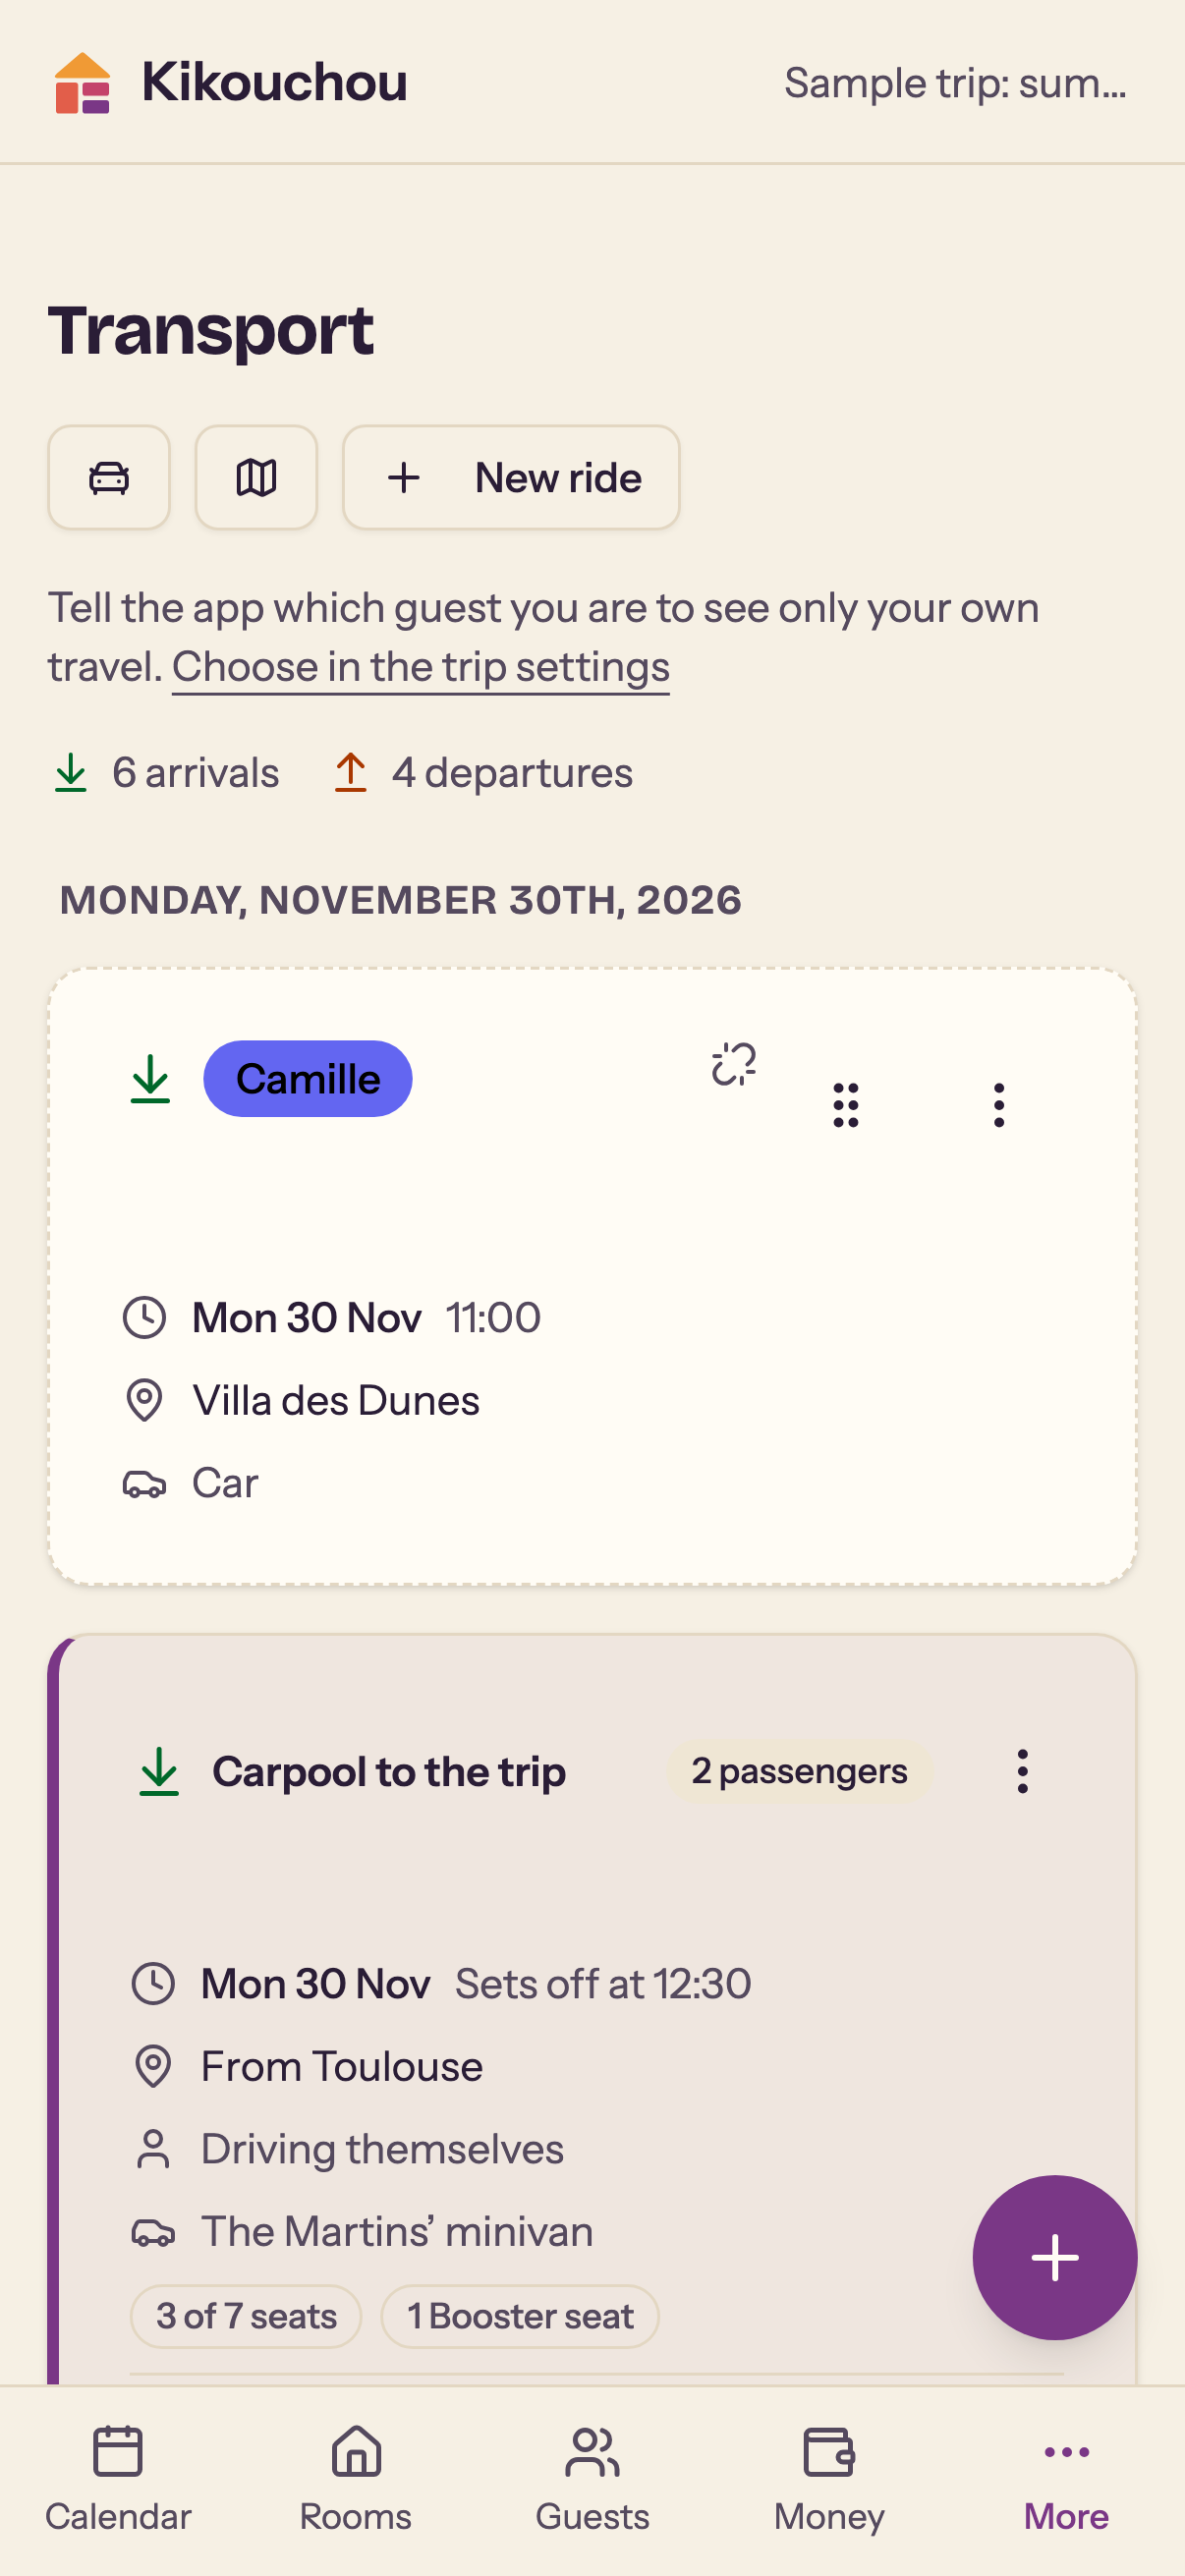 Kikouchou
Sample trip: sum...
Transport
New ride
Tell the app which guest you are to see only your own
travel. Choose in the trip settings
6 arrivals
4 departures
MONDAY, NOVEMBER 30TH, 2026
Camille
Mon 30 Nov 11:00
Villa des Dunes
Car
Carpool to the trip
2 passengers
Mon 30 Nov Sets off at 12:30
From Toulouse
Driving themselves
The Martins’ minivan
3 of 7 seats
1 Booster seat
Calendar
Rooms
Guests
Money
More